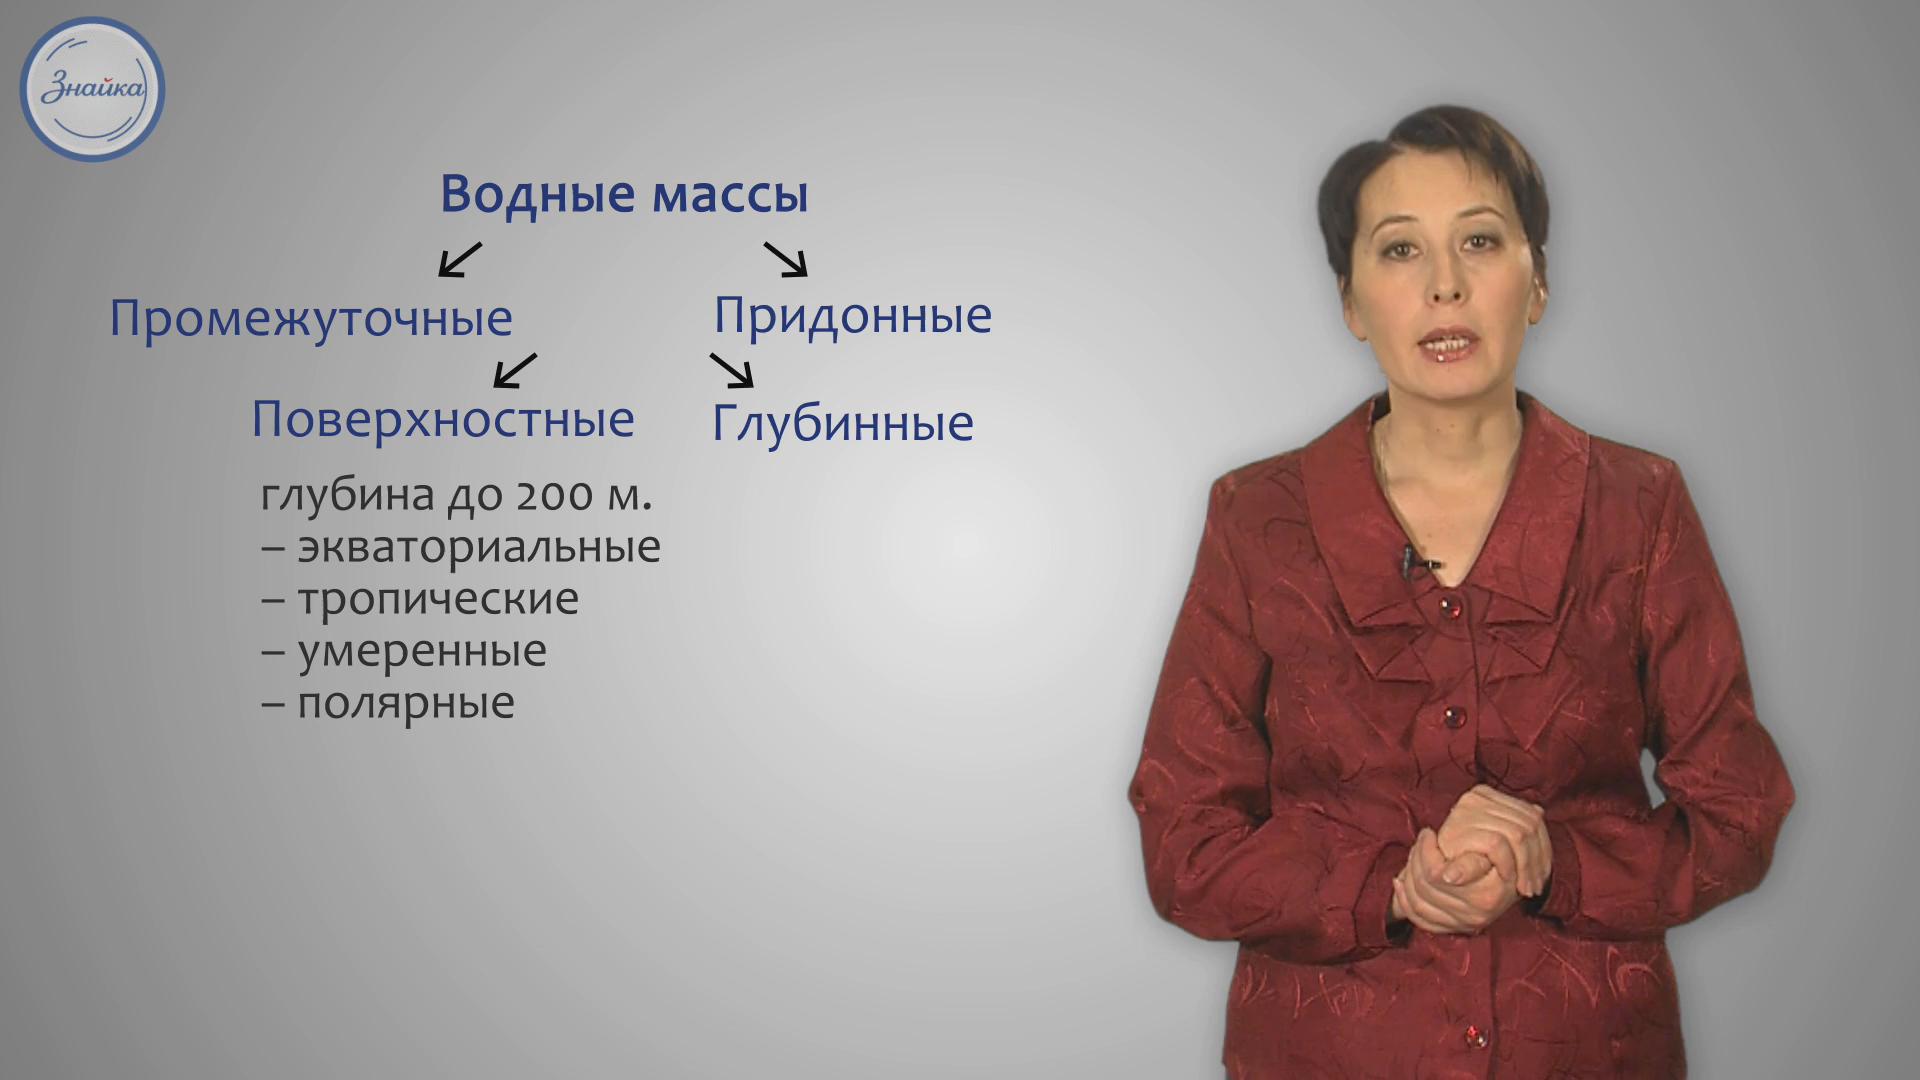 Знайка
Водные массы
Промежуточные
Придонные
Поверхностные
Глубинные
глубина до 200 м.
– экваториальные
– тропические
– умеренные
– полярные